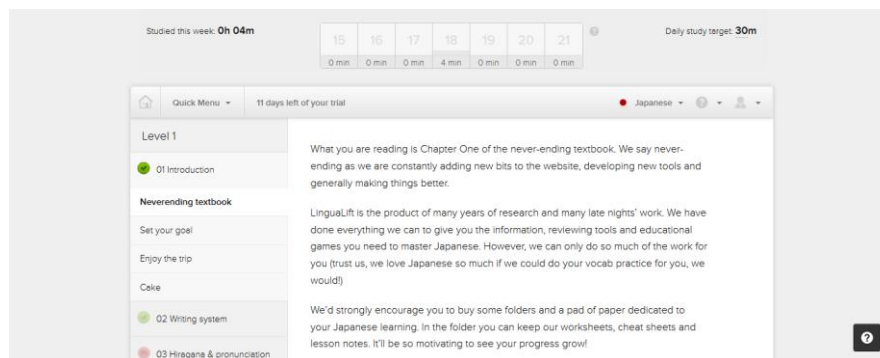 Studied this week: 0h 04m
15 16 17 18 19 20 21
0 min 0 min 0 min 4 min 0 min 0 min 0 min
Daily study target: 30m
Quick Menu
11 days left of your trial
Japanese
Level 1
01 Introduction
Neverending textbook
Set your goal
Enjoy the trip
Cake
02 Writing system
03 Hiragana & pronunciation
What you are reading is Chapter One of the never-ending textbook. We say never-
ending as we are constantly adding new bits to the website, developing new tools and
generally making things better.
LinguaLift is the product of many years of research and many late nights' work. We have
done everything we can to give you the information, reviewing tools and educational
games you need to master Japanese. However, we can only do so much of the work for
you (trust us, we love Japanese so much if we could do your vocab practice for you, we
would!)
We'd strongly encourage you to buy some folders and a pad of paper dedicated to
your Japanese learning. In the folder you can keep our worksheets, cheat sheets and
lesson notes. It'll be so motivating to see your progress grow!